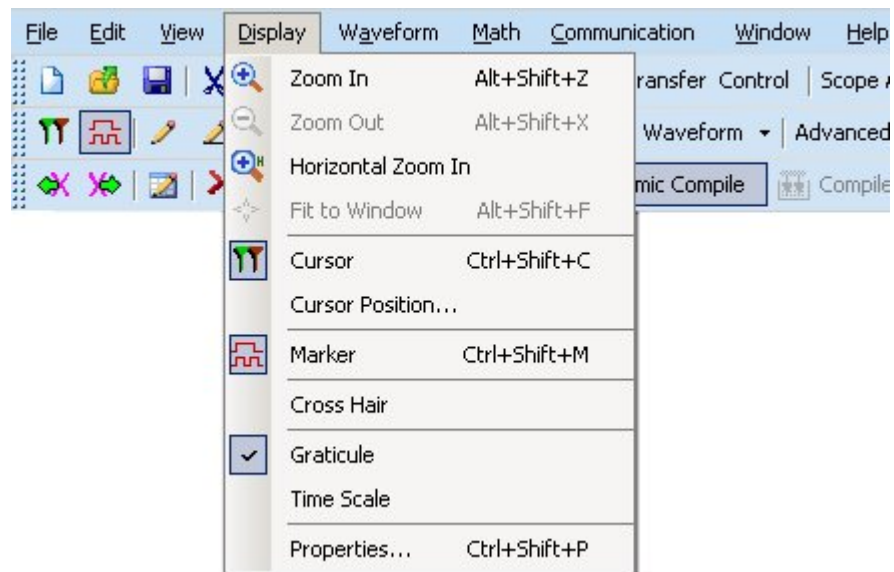 File Edit View Display Waveform Math Communication Window Help
Zoom In Alt+Shift+Z
ransfer Control Scope
Zoom Out Alt+Shift+X
Waveform Advanced
Horizontal Zoom In
H
mic Compile Compile
Fit to Window Alt+Shift+F
Cursor Ctrl+Shift+C
Cursor Position...
Marker Ctrl+Shift+M
Cross Hair
Graticule
Time Scale
Properties... Ctrl+Shift+P